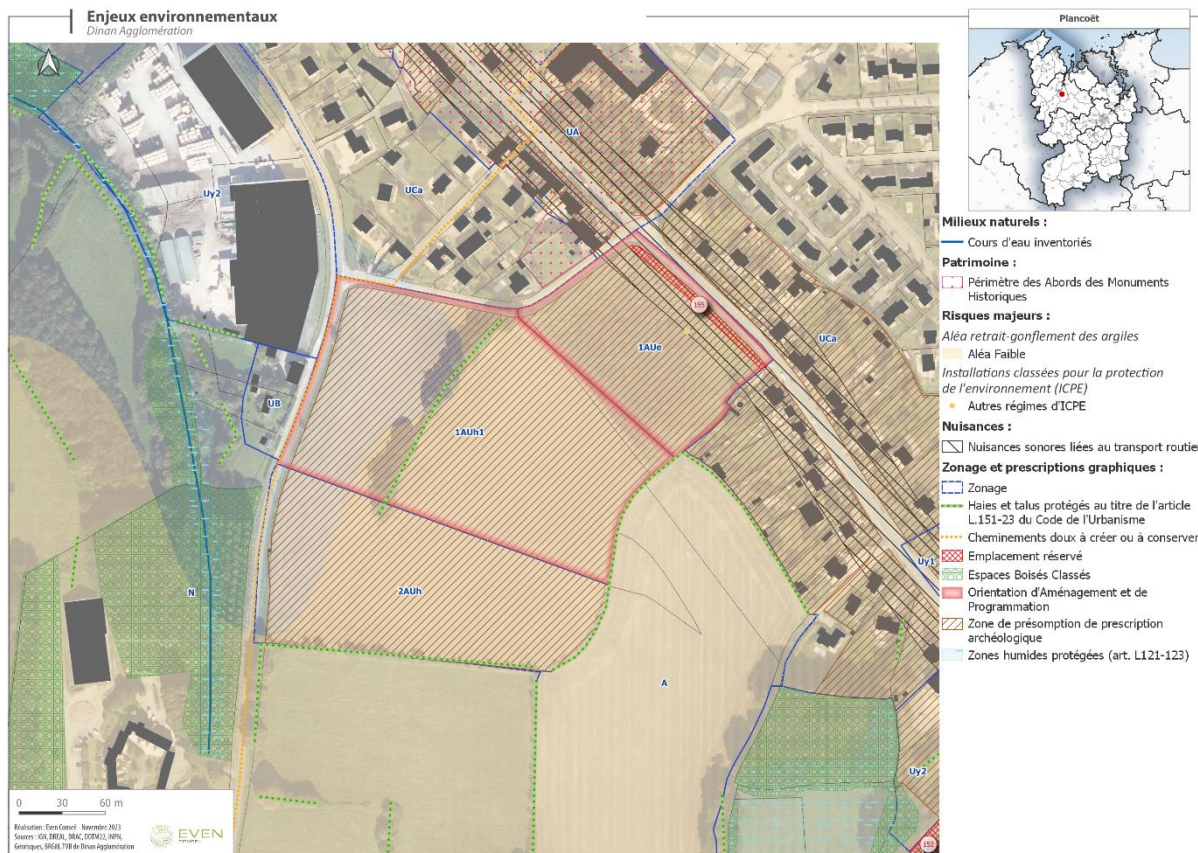 Enjeux environnementaux
Dinan Agglomération
Plancoët
UA
UCa
Uy2
155
1AUe
UCa
UB
1AUh1
Uy1
2AUh
N
A
Uy2
152
Milieux naturels :
Cours d'eau inventoriés
Patrimoine :
Périmètre des Abords des Monuments
Historiques
Risques majeurs :
Aléa retrait-gonflement des argiles
Aléa Faible
Installations classées pour la protection
de l'environnement (ICPE)
Autres régimes d'ICPE
Nuisances :
Nuisances sonores liées au transport routier
Zonage et prescriptions graphiques :
Zonage
Haies et talus protégés au titre de l'article
L.151-23 du Code de l'Urbanisme
Cheminements doux à créer ou à conserver
Emplacement réservé
Espaces Boisés Classés
Orientation d'Aménagement et de
Programmation
Zone de présomption de prescription
archéologique
Zones humides protégées (art. L121-123)
0 30 60 m
Réalisation : Even Conseil - Novembre 2023
Sources : IGN, DREAL, DRAC, DDTM22, INPN,
Géorisques, BRGM, TVB de Dinan Agglomération
EVEN
CONSEIL